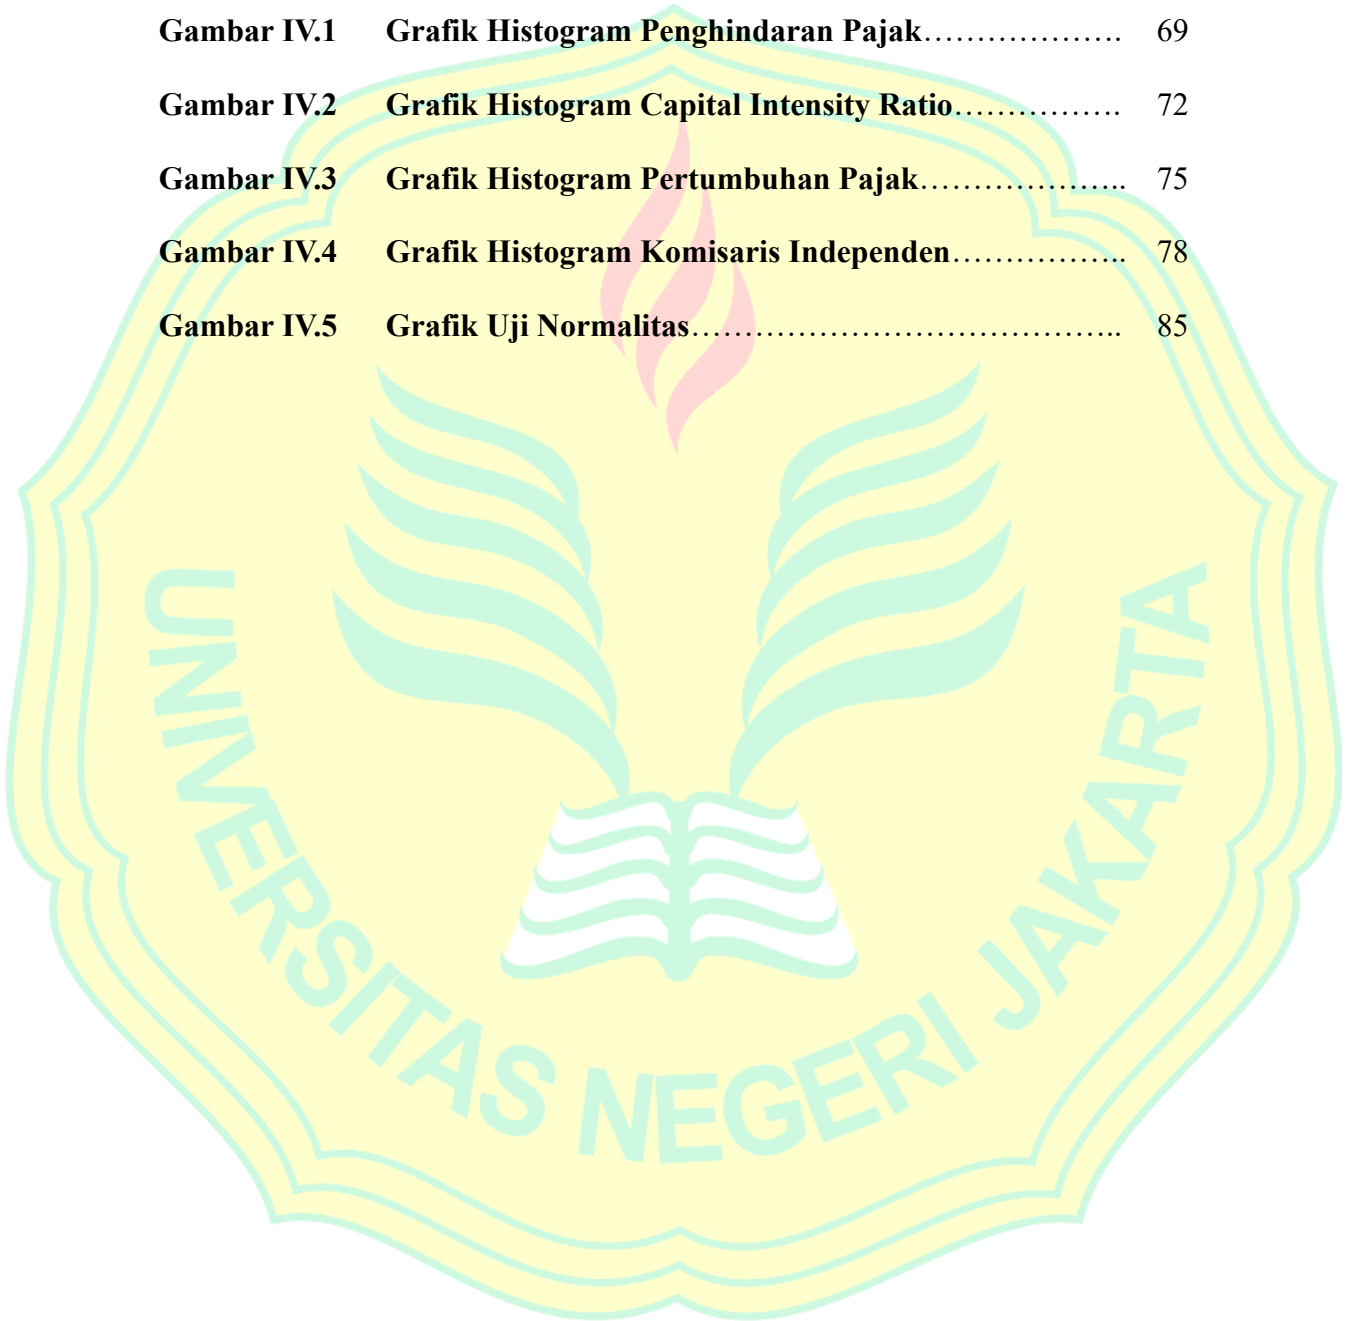 Gambar IV.1 Grafik Histogram Penghindaran Pajak………………. 69
Gambar IV.2 Grafik Histogram Capital Intensity Ratio……………. 72
Gambar IV.3 Grafik Histogram Pertumbuhan Pajak……………….. 75
Gambar IV.4 Grafik Histogram Komisaris Independen…………….. 78
Gambar IV.5 Grafik Uji Normalitas………………………………….. 85
UNIVERSITAS NEGERI JAKARTA